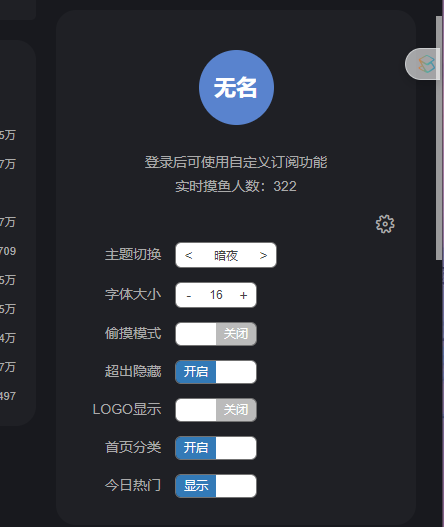 5万
7万
7万
709
5万
5万
4万
7万
497
无名
登录后可使用自定义订阅功能
实时摸鱼人数：322
主题切换 < 暗夜 >
字体大小 - 16 +
偷摸模式 关闭
超出隐藏 开启
LOGO显示 关闭
首页分类 开启
今日热门 显示